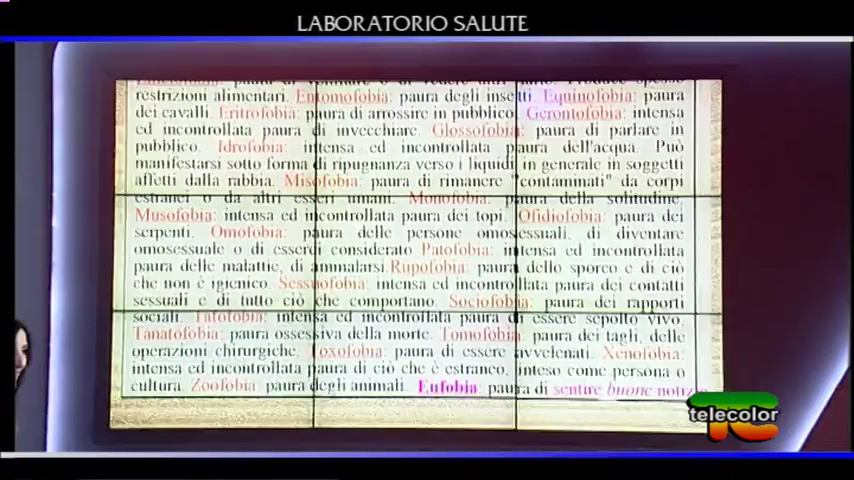 LABORATORIO SALUTE
restrizioni alimentari. Entomofobia: paura degli insetti. Equinofobia: paura
dei cavalli. Eritrofobia: paura di arrossire in pubblico. Gerontofobia: intensa
ed incontrollata paura di invecchiare. Glossofobia: paura di parlare in
pubblico. Idrofobia: intensa ed incontrollata paura dell'acqua. Può
manifestarsi sotto forma di ripugnanza verso i liquidi in generale in soggetti
affetti dalla rabbia. Misofobia: paura di rimanere "contaminati" da corpi
estranei o da altri esseri umani. Monofobia: paura della solitudine,
Musofobia: intensa ed incontrollata paura dei topi. Ofidiofobia: paura dei
serpenti. Omofobia: paura delle persone omosessuali, di diventare
omosessuale o di esserci considerato Patofobia: intensa ed incontrollata
paura delle malattie, di ammalarsi.Rupofobia: paura dello sporco e di ciò
che non è igienico. Sessuofobia: intensa ed incontrollata paura dei contatti
sessuali e di tutto ciò che comportano. Sociofobia: paura dei rapporti
sociali. Tafofobia: intensa ed incontrollata paura di essere sepolto vivo.
Tanatofobia: paura ossessiva della morte. Tomofobia: paura dei tagli, delle
operazioni chirurgiche. Toxofobia: paura di essere avvelenati. Xenofobia:
intensa ed incontrollata paura di ciò che è estraneo, inteso come persona o
cultura. Zoofobia: paura degli animali. Eufobia: paura di sentire buone
telecolor
TC